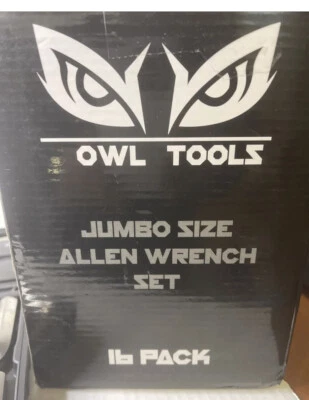 OWL TOOLS
JUMBO SIZE
ALLEN WRENCH
SET
16 PACK